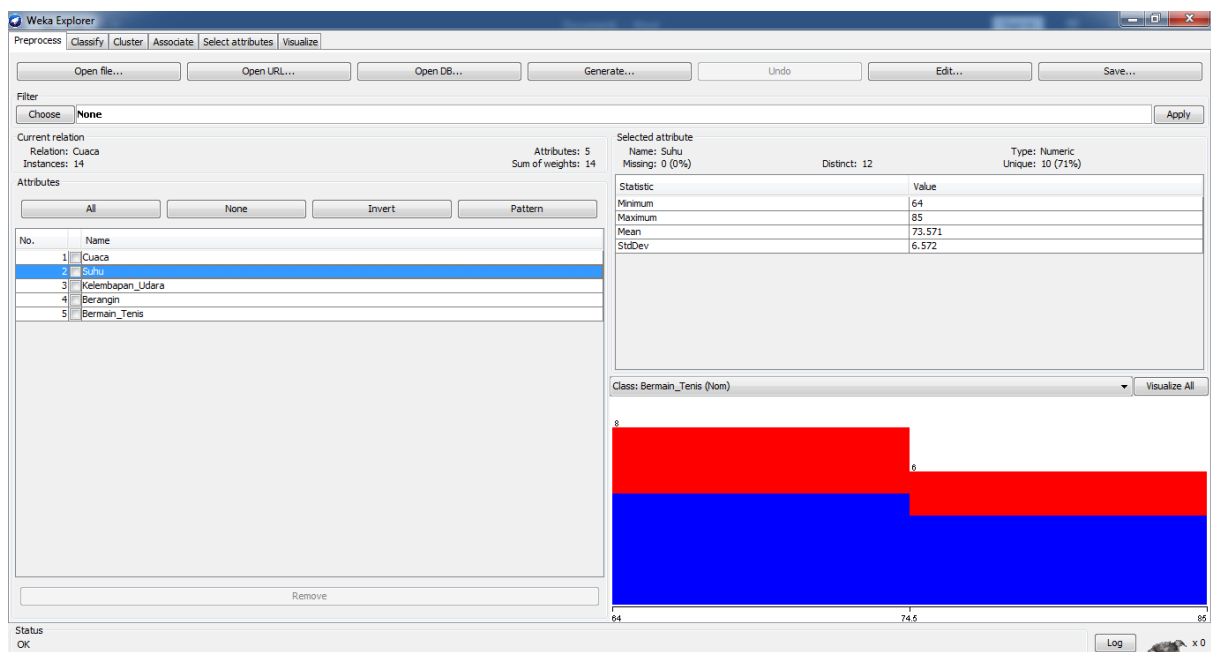 Weka Explorer
Preprocess Classify Cluster Associate Select attributes Visualize
Open file... Open URL... Open DB... Generate... Undo Edit... Save...
Filter
Choose None Apply
Current relation
Relation: Cuaca Attributes: 5
Instances: 14 Sum of weights: 14
Attributes
All None Invert Pattern
No. Name
1 Cuaca
2 Suhu
3 Kelembapan_Udara
4 Berangin
5 Bermain_Tenis
Remove
Selected attribute
Name: Suhu Type: Numeric
Missing: 0 (0%) Distinct: 12 Unique: 10 (71%)
Statistic Value
Minimum 64
Maximum 85
Mean 73.571
StdDev 6.572
Class: Bermain_Tenis (Nom) Visualize All
8
6
64 74.5 85
Status
OK Log x 0